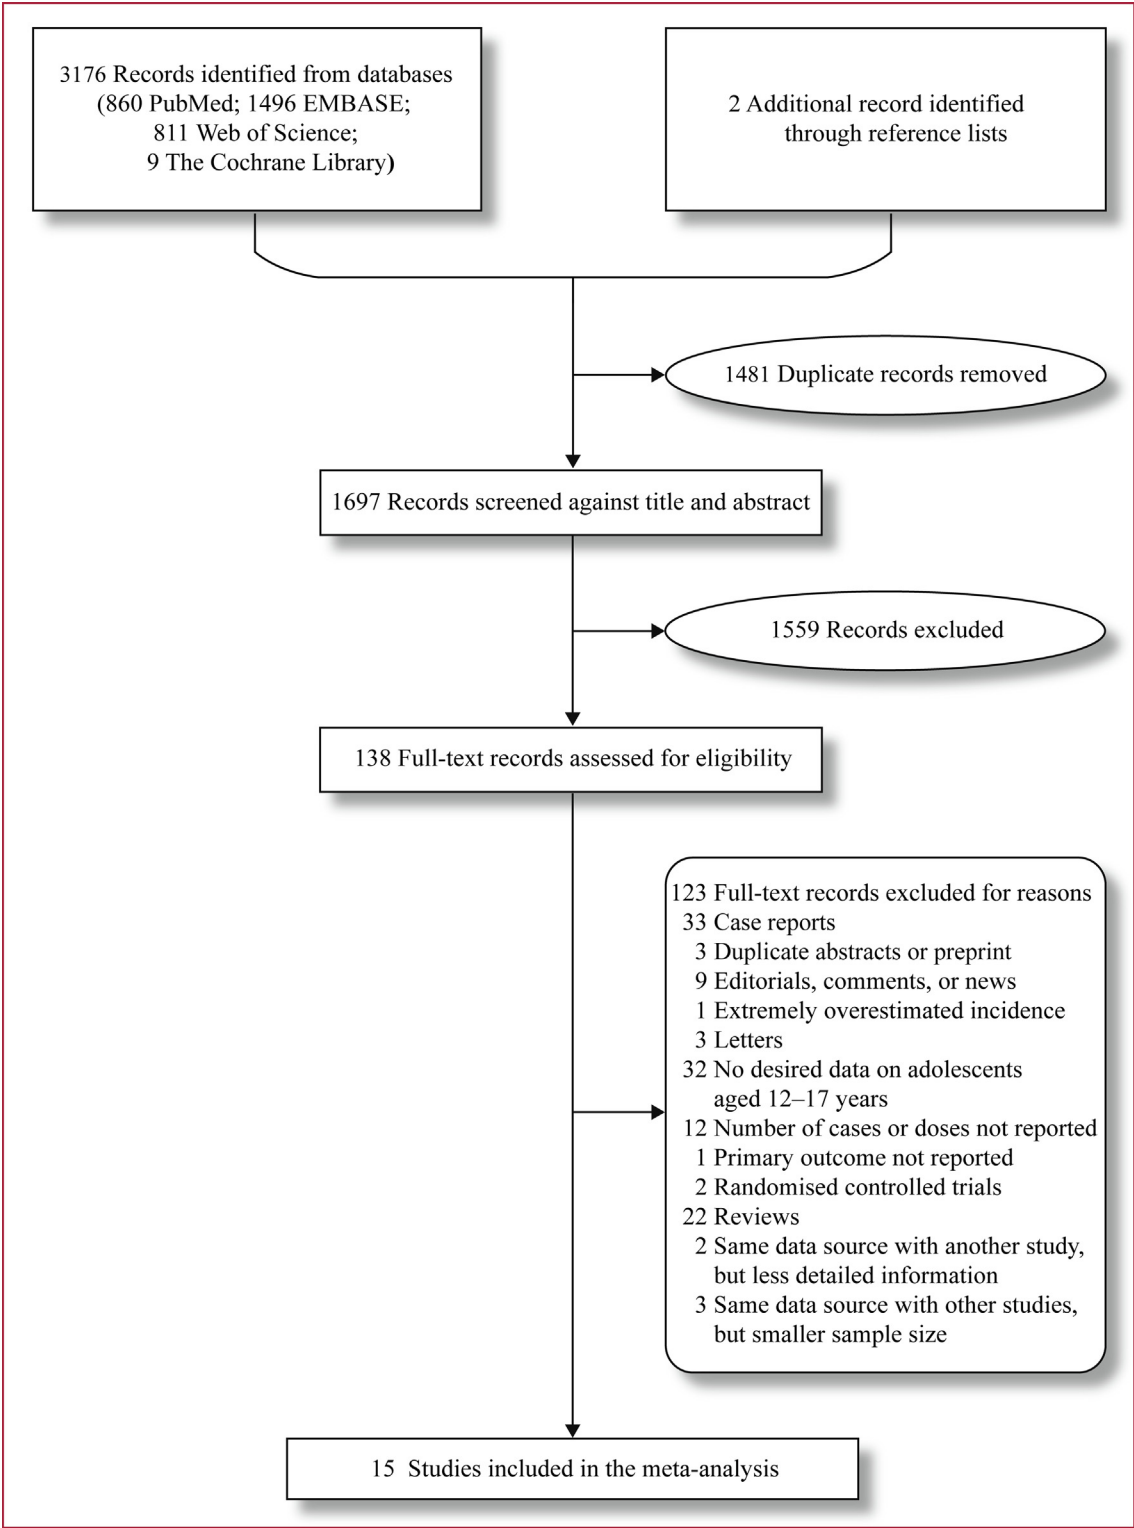 3176 Records identified from databases
(860 PubMed; 1496 EMBASE;
811 Web of Science;
9 The Cochrane Library)
2 Additional record identified
through reference lists
1481 Duplicate records removed
1697 Records screened against title and abstract
1559 Records excluded
138 Full-text records assessed for eligibility
123 Full-text records excluded for reasons
33 Case reports
3 Duplicate abstracts or preprint
9 Editorials, comments, or news
1 Extremely overestimated incidence
3 Letters
32 No desired data on adolescents
aged 12–17 years
12 Number of cases or doses not reported
1 Primary outcome not reported
2 Randomised controlled trials
22 Reviews
2 Same data source with another study,
but less detailed information
3 Same data source with other studies,
but smaller sample size
15 Studies included in the meta-analysis